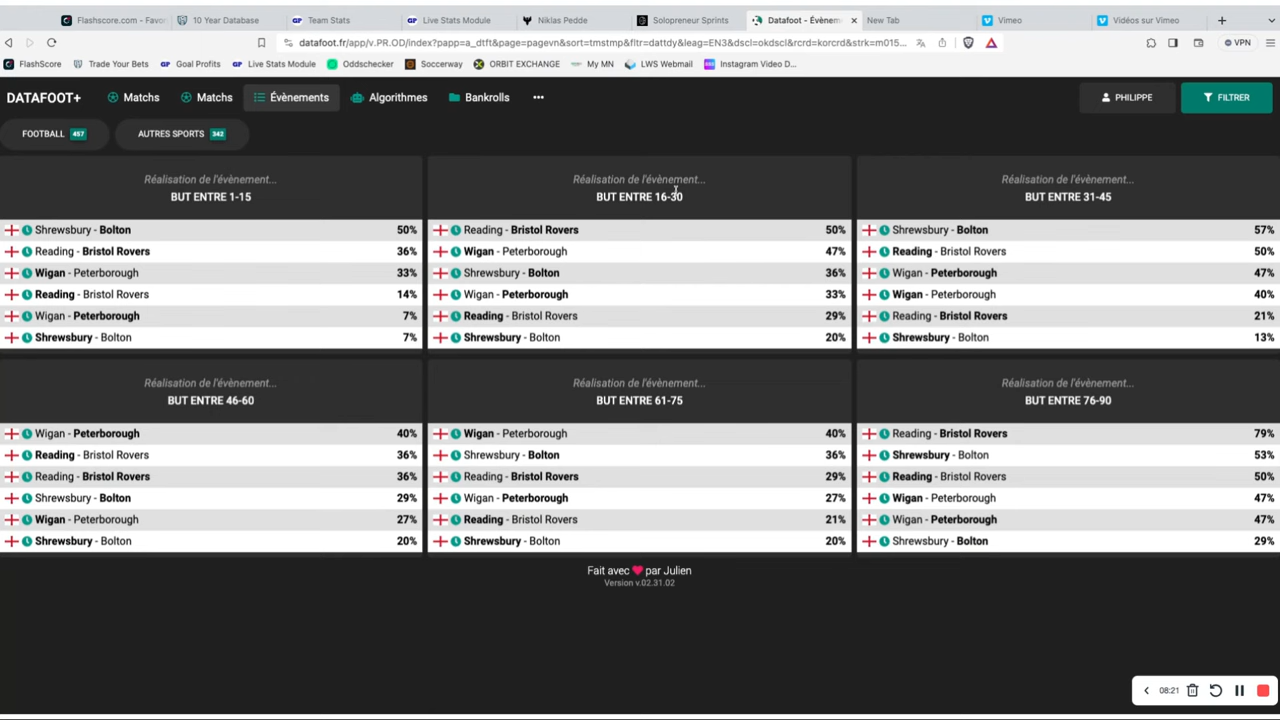 Flashscore.com - Favor
10 Year Database
GP Team Stats
GP Live Stats Module
Niklas Pedde
Solopreneur Sprints
Datafoot - Évènem
New Tab
Vimeo
Vidéos sur Vimeo
datafoot.fr/app/v.PR.OD/index?papp=a_dtft&page=pagevn&sort=tmstmp&fitr=dattdy&leag=EN3&dscl=okdscl&rcrd=korcrd&strk=m015...
VPN
FlashScore
Trade Your Bets
GP Goal Profits
GP Live Stats Module
Oddschecker
Soccerway
ORBIT EXCHANGE
My MN
LWS Webmail
Instagram Video D...
DATAFOOT+
Matchs
Matchs
Évènements
Algorithmes
Bankrolls
PHILIPPE
FILTRER
FOOTBALL 457
AUTRES SPORTS 342
Réalisation de l'évènement...
BUT ENTRE 1-15
Shrewsbury - Bolton 50%
Reading - Bristol Rovers 36%
Wigan - Peterborough 33%
Reading - Bristol Rovers 14%
Wigan - Peterborough 7%
Shrewsbury - Bolton 7%
Réalisation de l'évènement...
BUT ENTRE 16-30
Reading - Bristol Rovers 50%
Wigan - Peterborough 47%
Shrewsbury - Bolton 36%
Wigan - Peterborough 33%
Reading - Bristol Rovers 29%
Shrewsbury - Bolton 20%
Réalisation de l'évènement...
BUT ENTRE 31-45
Shrewsbury - Bolton 57%
Reading - Bristol Rovers 50%
Wigan - Peterborough 47%
Wigan - Peterborough 40%
Reading - Bristol Rovers 21%
Shrewsbury - Bolton 13%
Réalisation de l'évènement...
BUT ENTRE 46-60
Wigan - Peterborough 40%
Reading - Bristol Rovers 36%
Reading - Bristol Rovers 36%
Shrewsbury - Bolton 29%
Wigan - Peterborough 27%
Shrewsbury - Bolton 20%
Réalisation de l'évènement...
BUT ENTRE 61-75
Wigan - Peterborough 40%
Shrewsbury - Bolton 36%
Reading - Bristol Rovers 29%
Wigan - Peterborough 27%
Reading - Bristol Rovers 21%
Shrewsbury - Bolton 20%
Réalisation de l'évènement...
BUT ENTRE 76-90
Reading - Bristol Rovers 79%
Shrewsbury - Bolton 53%
Reading - Bristol Rovers 50%
Wigan - Peterborough 47%
Wigan - Peterborough 47%
Shrewsbury - Bolton 29%
Fait avec ❤ par Julien
Version v.02.31.02
08:21